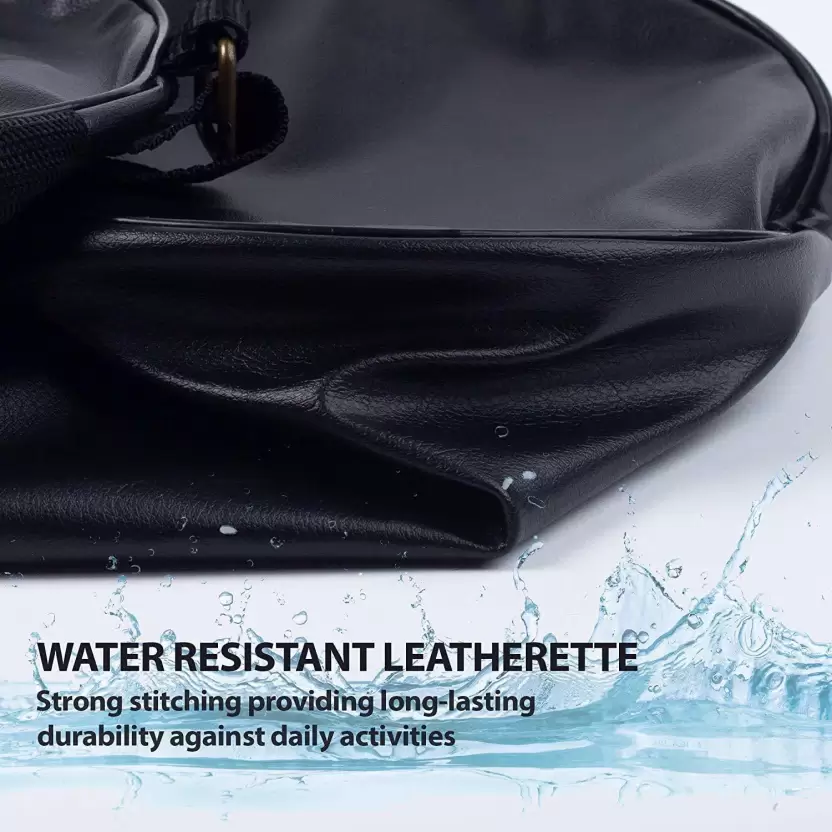 WATER RESISTANT LEATHERETTE
Strong stitching providing long-lasting
durability against daily activities